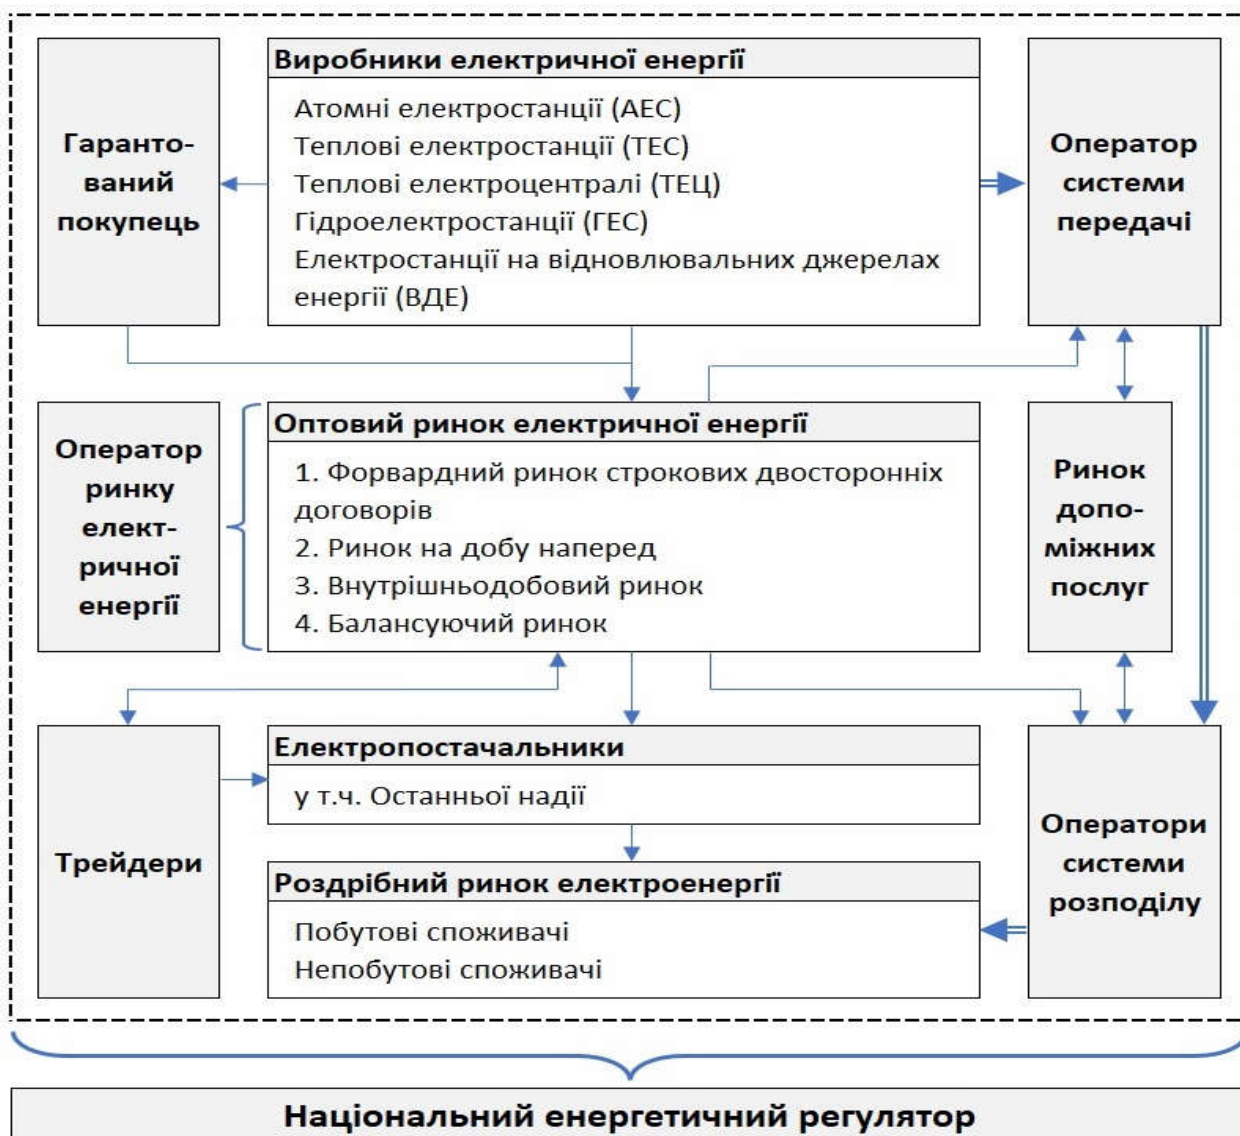 Гаранто-
ваний
покупець
Виробники електричної енергії
Атомні електростанції (АЕС)
Теплові електростанції (ТЕС)
Теплові електроцентралі (ТЕЦ)
Гідроелектростанції (ГЕС)
Електростанції на відновлювальних джерелах
енергії (ВДЕ)
Оператор
системи
передачі
Оператор
ринку
елект-
ричної
енергії
Оптовий ринок електричної енергії
1. Форвардний ринок строкових двосторонніх
договорів
2. Ринок на добу наперед
3. Внутрішньодобовий ринок
4. Балансуючий ринок
Ринок
допо-
міжних
послуг
Трейдери
Електропостачальники
у т.ч. Останньої надії
Роздрібний ринок електроенергії
Побутові споживачі
Непобутові споживачі
Оператори
системи
розподілу
Національний енергетичний регулятор